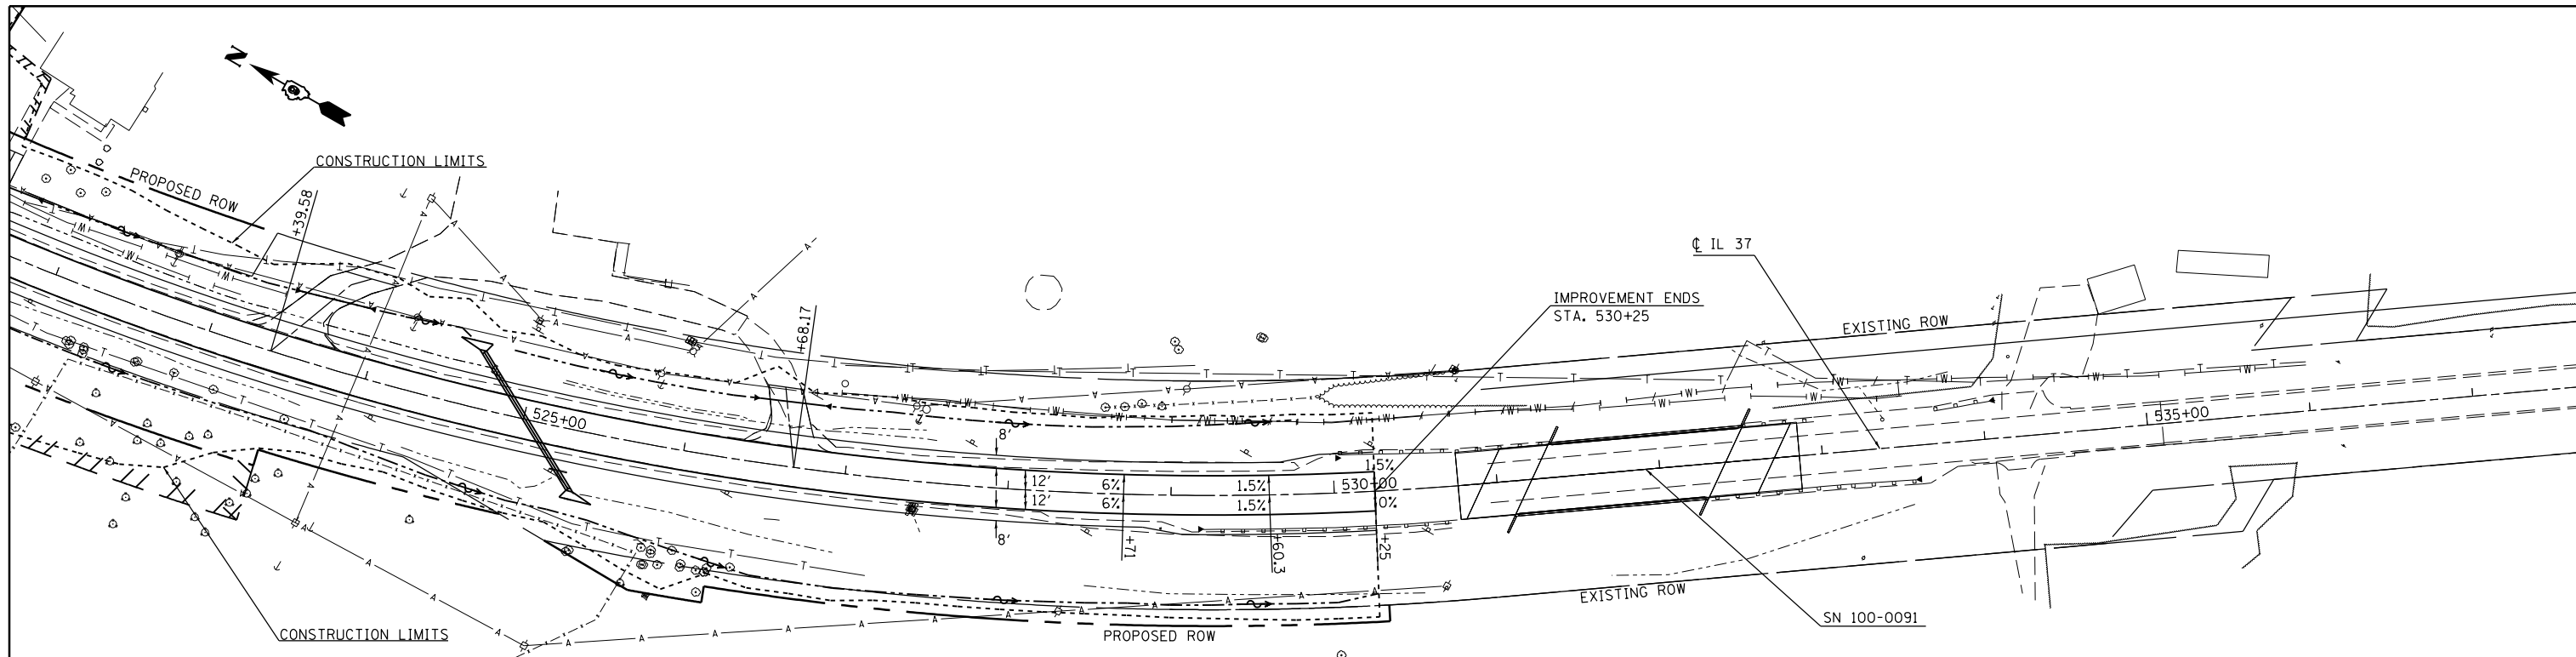 N
CONSTRUCTION LIMITS
PROPOSED ROW
+39.58
525+00
+68.17
8'
12'
12'
8'
6%
6%
+71
1.5%
1.5%
+60.3
1.5%
530+00
0%
+25
IMPROVEMENT ENDS
STA. 530+25
℄ IL 37
EXISTING ROW
535+00
EXISTING ROW
SN 100-0091
PROPOSED ROW
CONSTRUCTION LIMITS